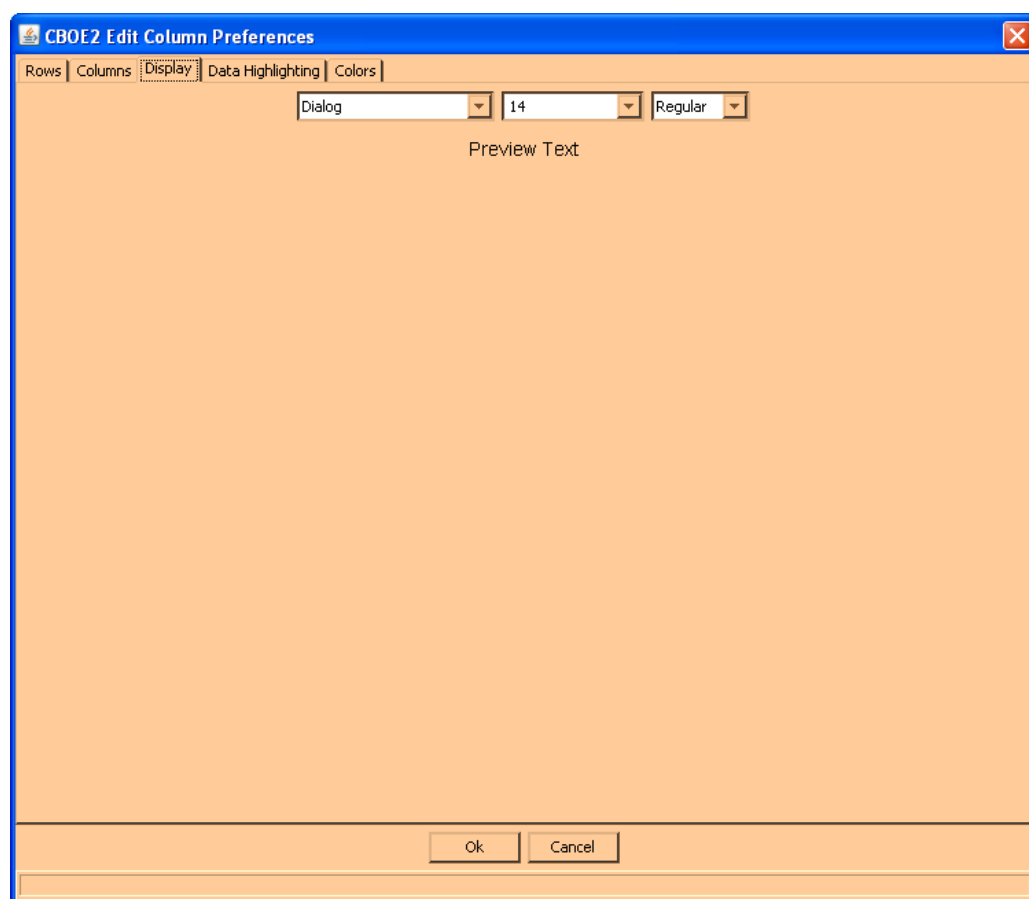 CBOE2 Edit Column Preferences
Rows Columns Display Data Highlighting Colors
Dialog 14 Regular
Preview Text
Ok Cancel